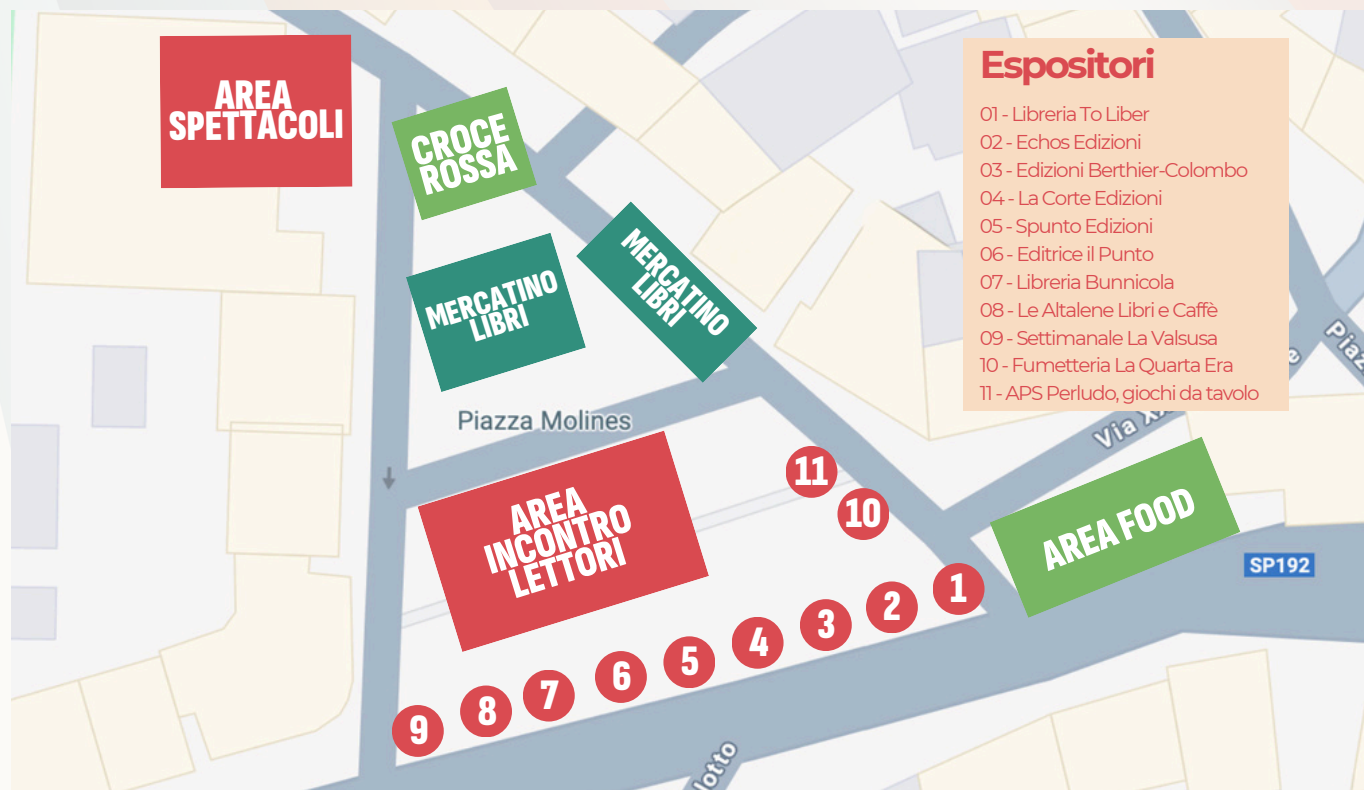 AREA
SPETTACOLI
CROCE
ROSSA
MERCATINO
LIBRI
MERCATINO
LIBRI
Espositori
01 - Libreria To Liber
02 - Echos Edizioni
03 - Edizioni Berthier-Colombo
04 - La Corte Edizioni
05 - Spunto Edizioni
06 - Editrice il Punto
07 - Libreria Bunnicola
08 - Le Altalene Libri e Caffè
09 - Settimanale La Valsusa
10 - Fumetteria La Quarta Era
11 - APS Perludo, giochi da tavolo
Piazza Molines
Via
AREA
INCONTRO
LETTORI
11
10
AREA FOOD
SP192
1
2
3
4
5
6
7
8
9